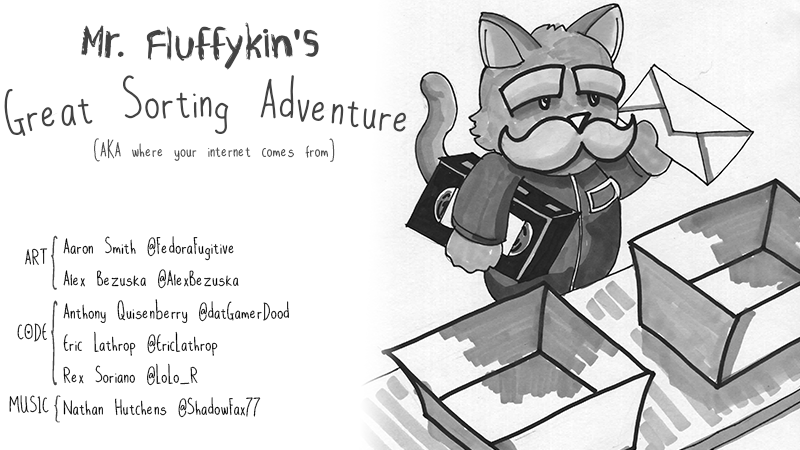 Mr. Fluffykin's
Great Sorting Adventure
(AKA where your internet comes from)
ART
Aaron Smith @FedoraFugitive
Alex Bezuska @AlexBezuska
CODE
Anthony Quisenberry @datGamerDood
Eric Lathrop @EricLathrop
Rex Soriano @LoLo_R
MUSIC
Nathan Hutchens @ShadowFax77